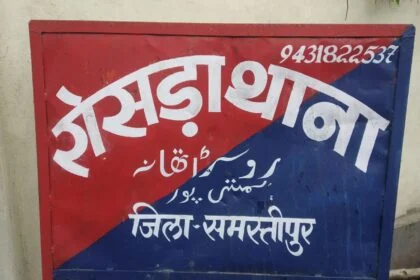 9431822537
रोसड़ा थाना
روسڑا تھانہ
سمستی پور
जिला - समस्तीपुर